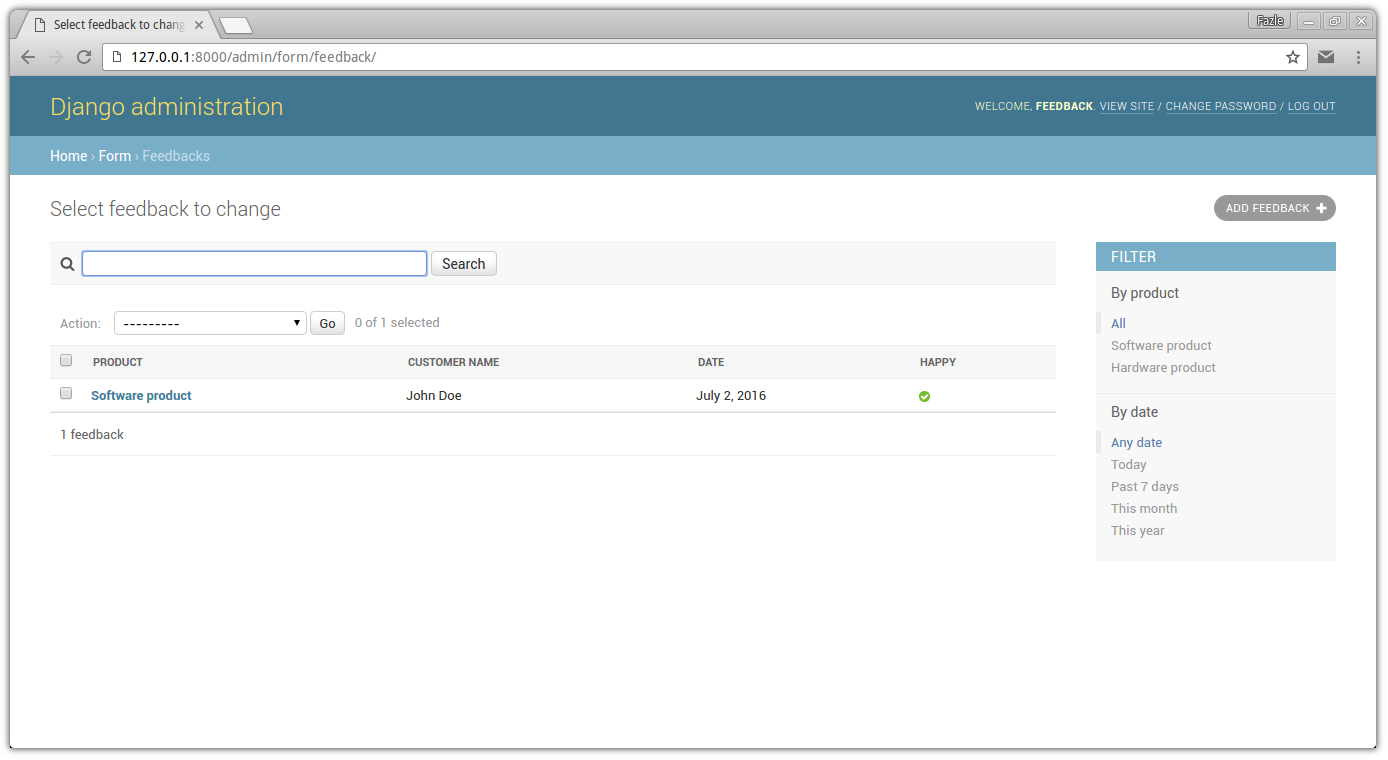 Select feedback to chang
Fazle
127.0.0.1:8000/admin/form/feedback/
Django administration
WELCOME, FEEDBACK. VIEW SITE / CHANGE PASSWORD / LOG OUT
Home › Form › Feedbacks
Select feedback to change
ADD FEEDBACK +
Search
Action: --------- Go 0 of 1 selected
PRODUCT CUSTOMER NAME DATE HAPPY
Software product John Doe July 2, 2016
1 feedback
FILTER
By product
All
Software product
Hardware product
By date
Any date
Today
Past 7 days
This month
This year